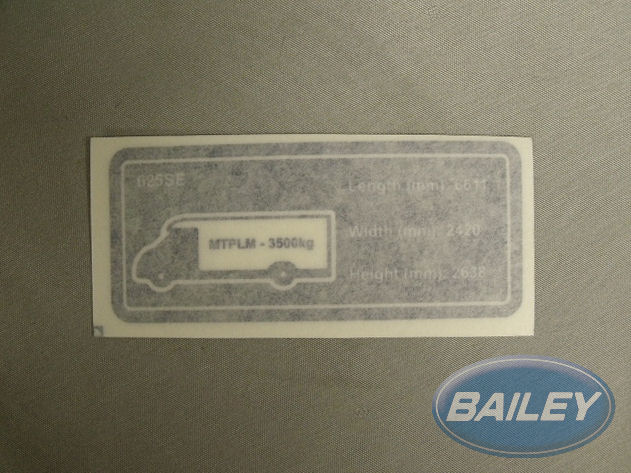 625SE
Length (mm): 6611
Width (mm): 2420
MTPLM - 3500kg
Height (mm): 2638
BAILEY